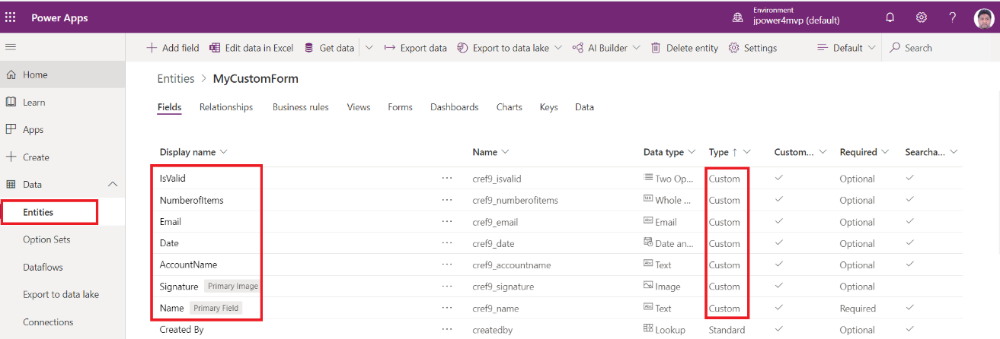 Power Apps
Environment
jpower4mvp (default)
?
Add field Edit data in Excel Get data Export data Export to data lake AI Builder Delete entity Settings Default Search
Home
Learn
Apps
Create
Data
Entities
Option Sets
Dataflows
Export to data lake
Connections
Entities > MyCustomForm
Fields Relationships Business rules Views Forms Dashboards Charts Keys Data
Display name Name Data type Type ↑ Custom... Required Searcha...
IsValid ... cref9_isvalid Two Op... Custom Optional
NumberofItems ... cref9_numberofitems Whole ... Custom Optional
Email ... cref9_email Email Custom Optional
Date ... cref9_date Date an... Custom Optional
AccountName ... cref9_accountname Text Custom Optional
Signature Primary Image ... cref9_signature Image Custom Optional
Name Primary Field ... cref9_name Text Custom Required
Created By ... createdby Lookup Standard Optional